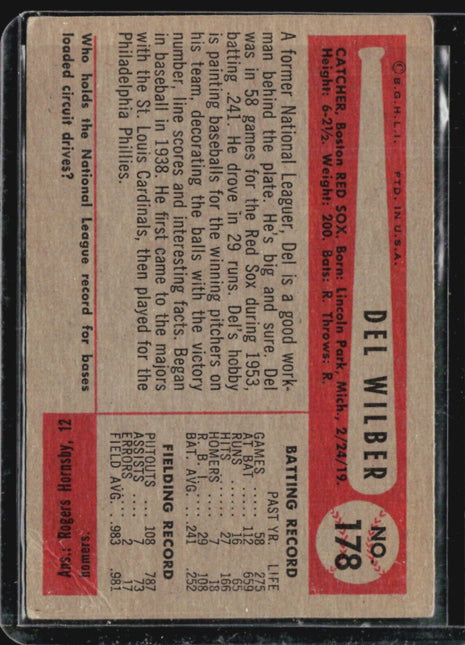 ©B.G.H.L.I. PTD. IN U.S.A.
DEL WILBER
NO.
178
CATCHER, Boston RED SOX, Born: Lincoln Park, Mich., 2/24/19.
Height: 6-2½. Weight: 200. Bats: R. Throws: R.
A former National Leaguer, Del is a good work-
man behind the plate. He's big and sure. Del
was in 58 games for the Red Sox during 1953,
batting .241. He drove in 29 runs. Del's hobby
is painting baseballs for the winning pitchers on
his team, decorating the balls with the victory
number, line scores and interesting facts. Began
in baseball in 1938. He first came to the majors
with the St. Louis Cardinals, then played for the
Philadelphia Phillies.
BATTING RECORD
PAST YR. LIFE
GAMES 58 275
AT BAT 112 659
RUNS 16 65
HITS 27 166
HOMERS 7 18
R. B. I. 29 108
BAT. AVG. .241 .252
FIELDING RECORD
PUTOUTS 108 787
ASSISTS 7 73
ERRORS 2 17
FIELD AVG. .983 .981
Who holds the National League record for bases
loaded circuit drives?
homers.
Ans.: Rogers Hornsby, 12